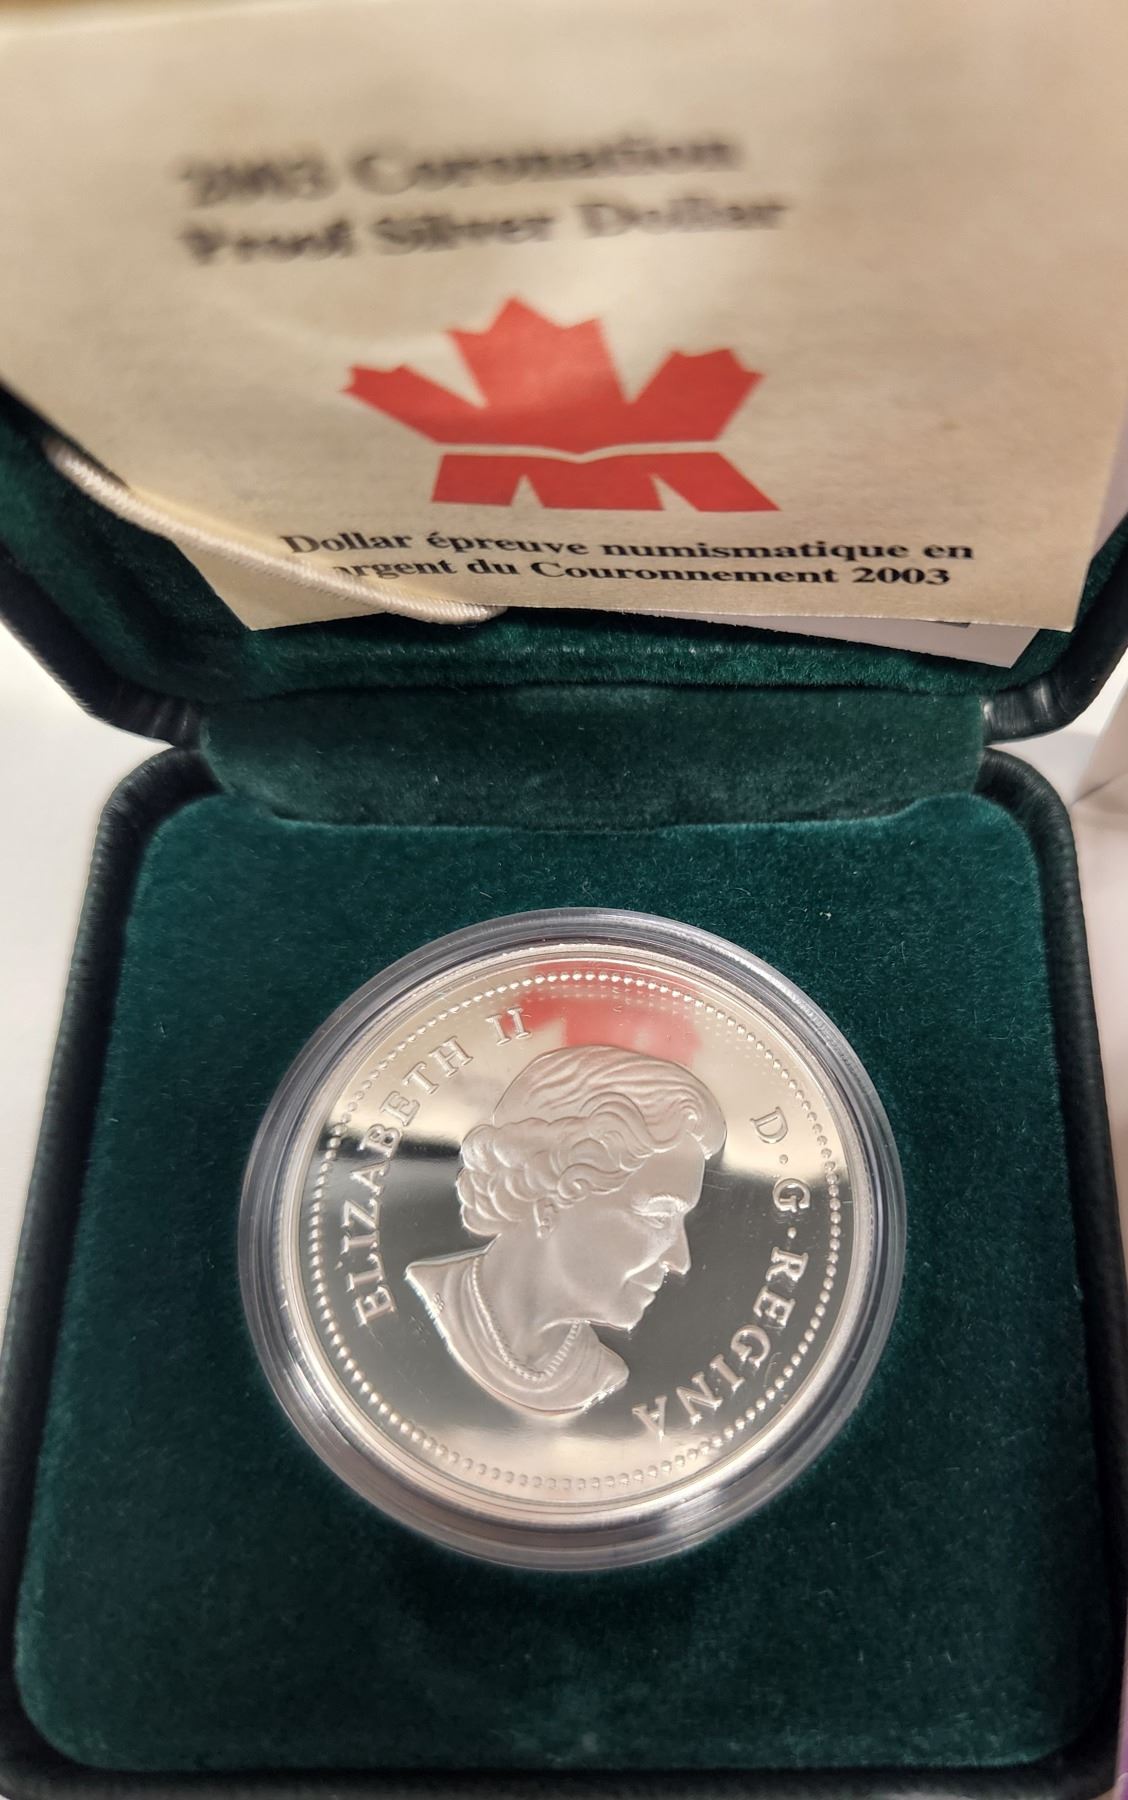 2003 Coronation
Proof Silver Dollar
Dollar épreuve numismatique en
argent du Couronnement 2003
ELIZABETH II
D·G·REGINA